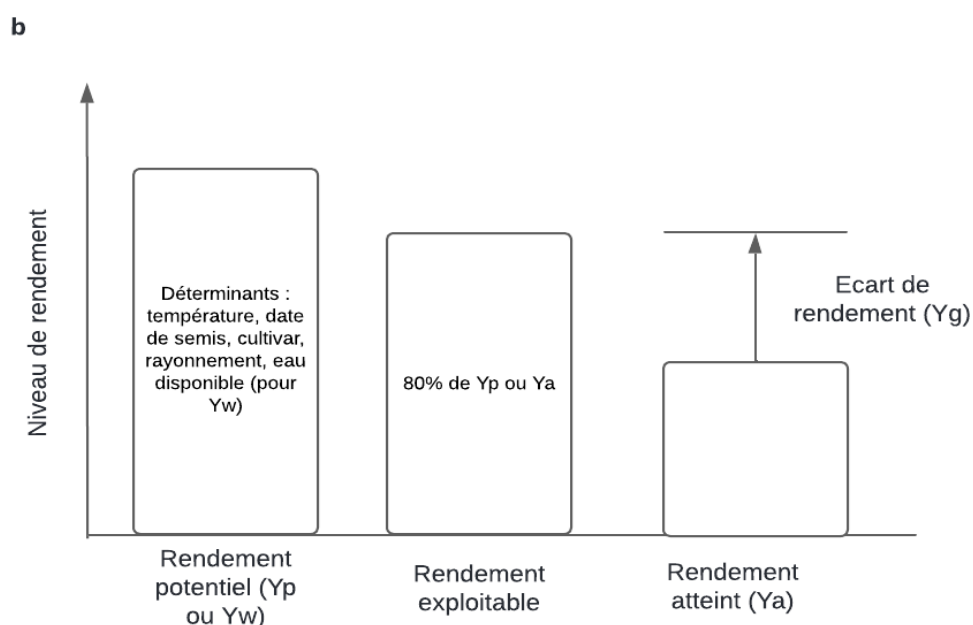 b
Niveau de rendement
Déterminants :
température, date
de semis, cultivar,
rayonnement, eau
disponible (pour
Yw)
80% de Yp ou Ya
Ecart de
rendement (Yg)
Rendement
potentiel (Yp
ou Yw)
Rendement
exploitable
Rendement
atteint (Ya)